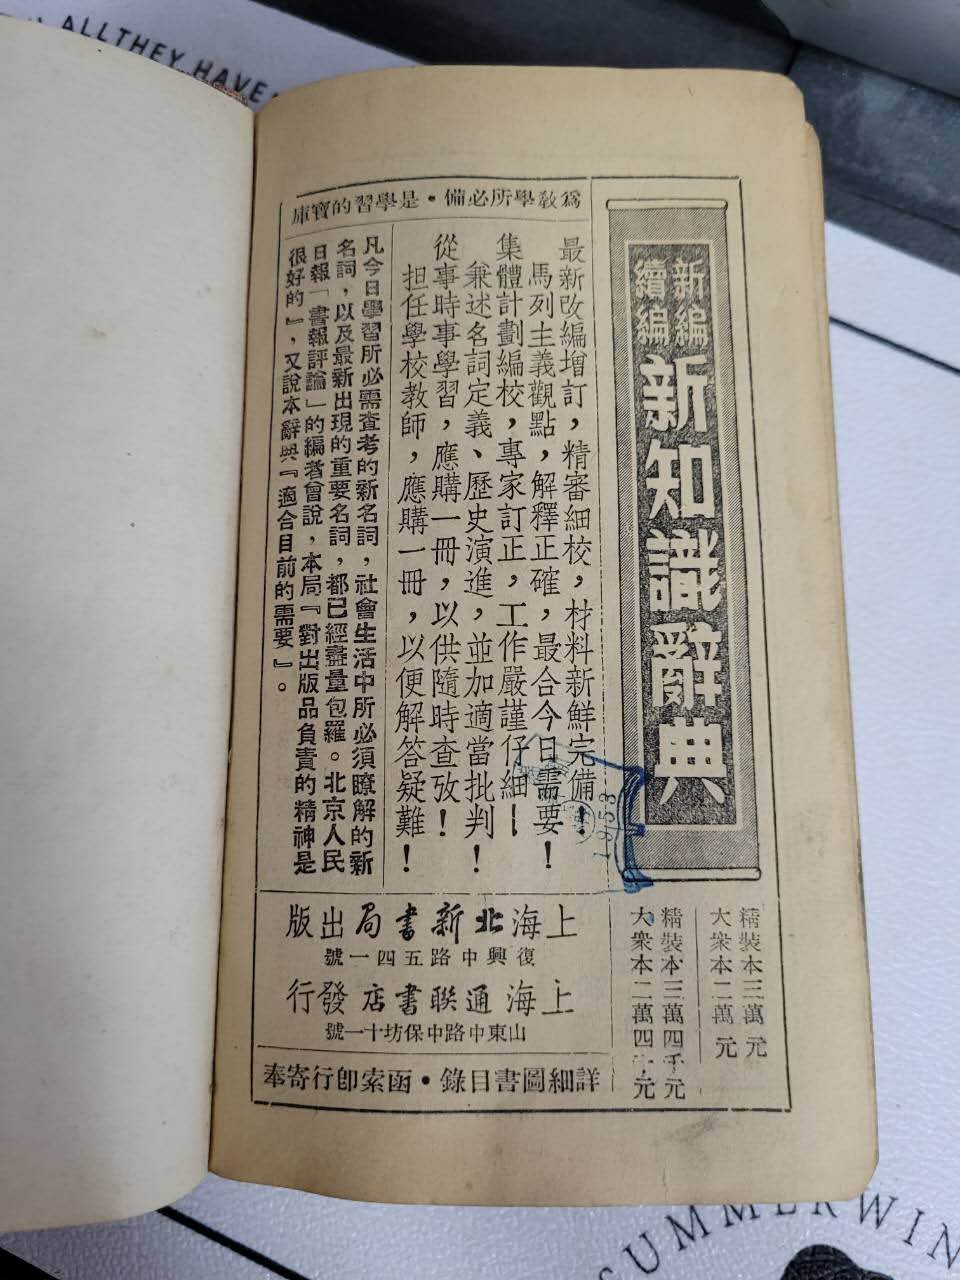 ALLTHEY HAVE
爲教學所必備·是學習的寶庫
新編
續編
新知識辭典
最新改編增訂，精審細校，材料新鮮完備！
馬列主義觀點，解釋正確，最合今日需要！
集體計劃編校，專家訂正，工作嚴謹仔細！
兼述名詞定義、歷史演進，並加適當批判！
從事時事學習，應購一冊，以供隨時查攷！
担任學校教師，應購一冊，以便解答疑難！
凡今日學習所必需查考的新名詞，社會生活中所必須瞭解的新
名詞，以及最新出現的重要名詞，都已經盡量包羅。北京人民
日報「書報評論」的編者曾說，本局『對出版品負責的精神是
很好的』，又說本辭典『適合目前的需要』。
1953
精裝本三萬元
大衆本二萬元
精裝本三萬四千元
大衆本二萬四千元
上海北新書局出版
復興中路五四一號
上海通聯書店發行
山東中路中保坊十一號
詳細圖書目錄·函索卽行寄奉
SUMMERWIN